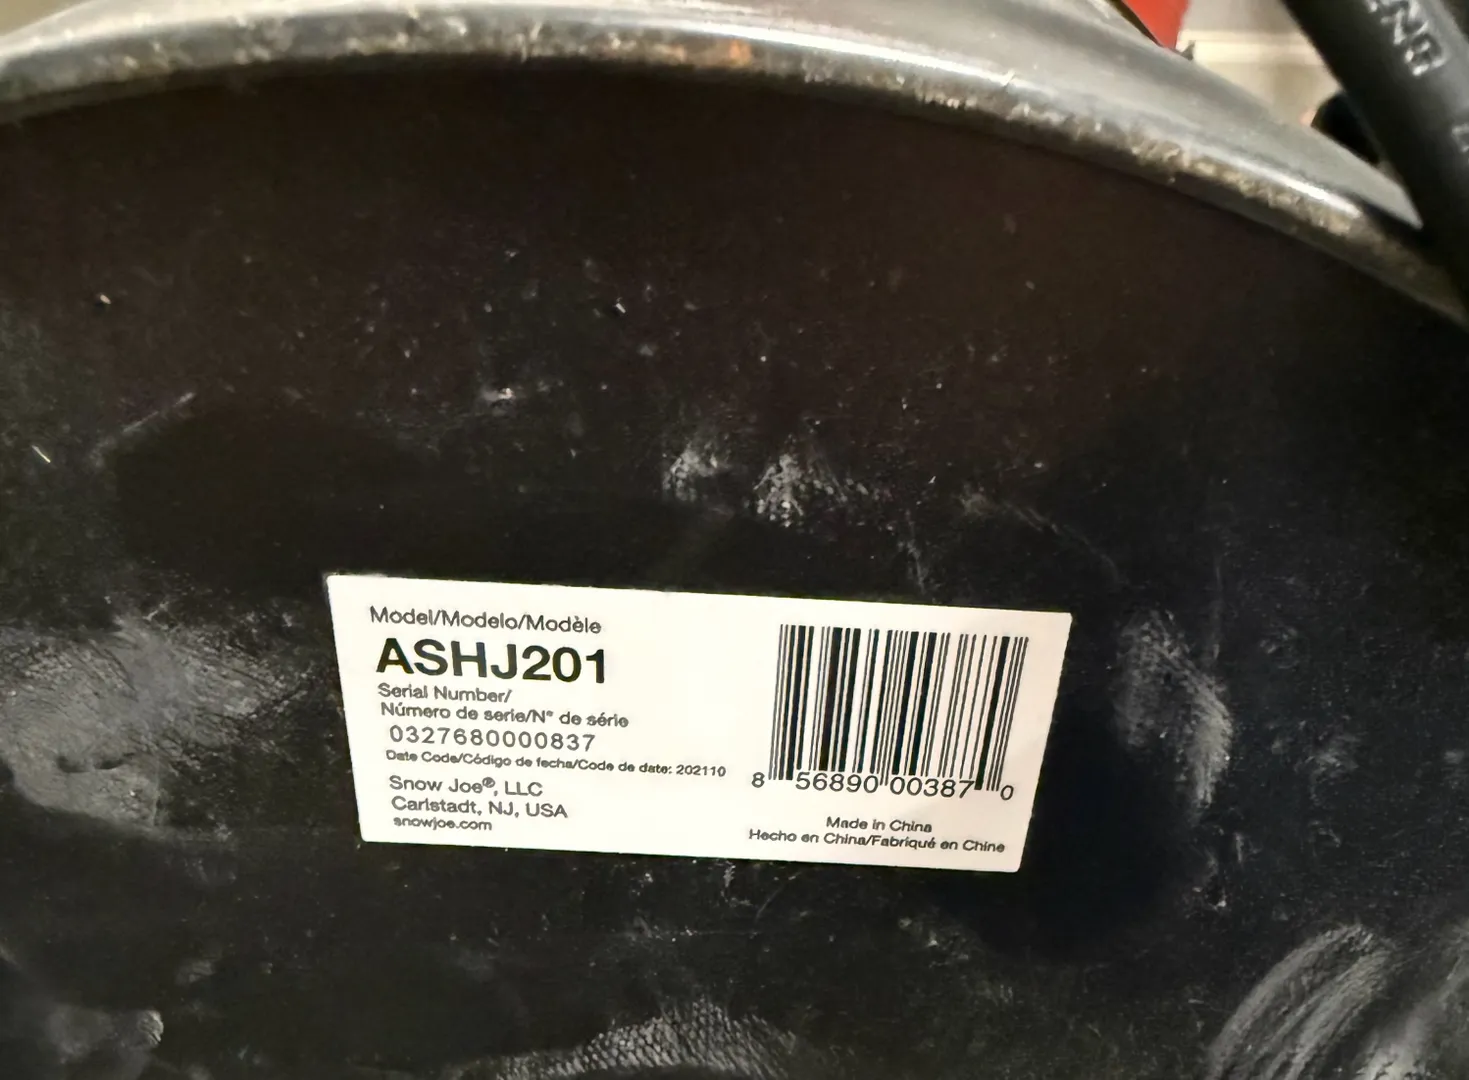 Model/Modelo/Modèle
ASHJ201
Serial Number/
Número de serie/N° de série
0327680000837
Date Code/Código de fecha/Code de date: 202110
Snow Joe®, LLC
Carlstadt, NJ, USA
snowjoe.com
8 56890 00387 0
Made in China
Hecho en China/Fabriqué en Chine